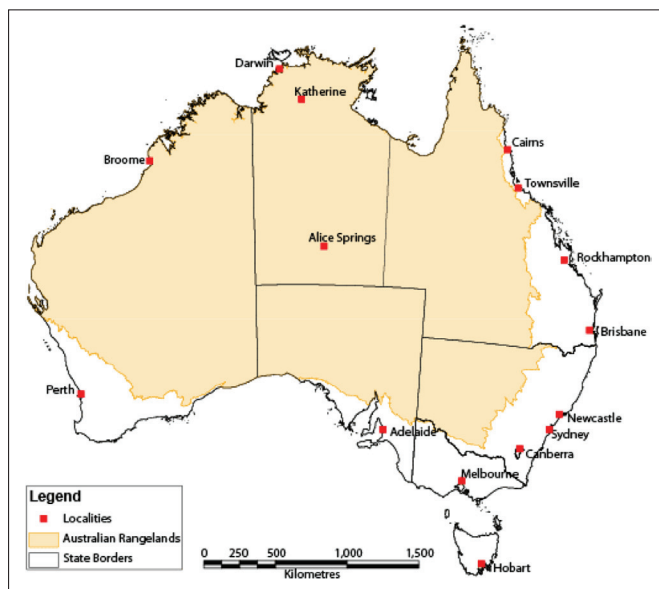 Darwin
Katherine
Broome
Cairns
Townsville
Alice Springs
Rockhampton
Brisbane
Perth
Newcastle
Adelaide
Sydney
Canberra
Melbourne
Legend
Localities
Australian Rangelands
State Borders
0 250 500 1,000 1,500
Kilometres
Hobart